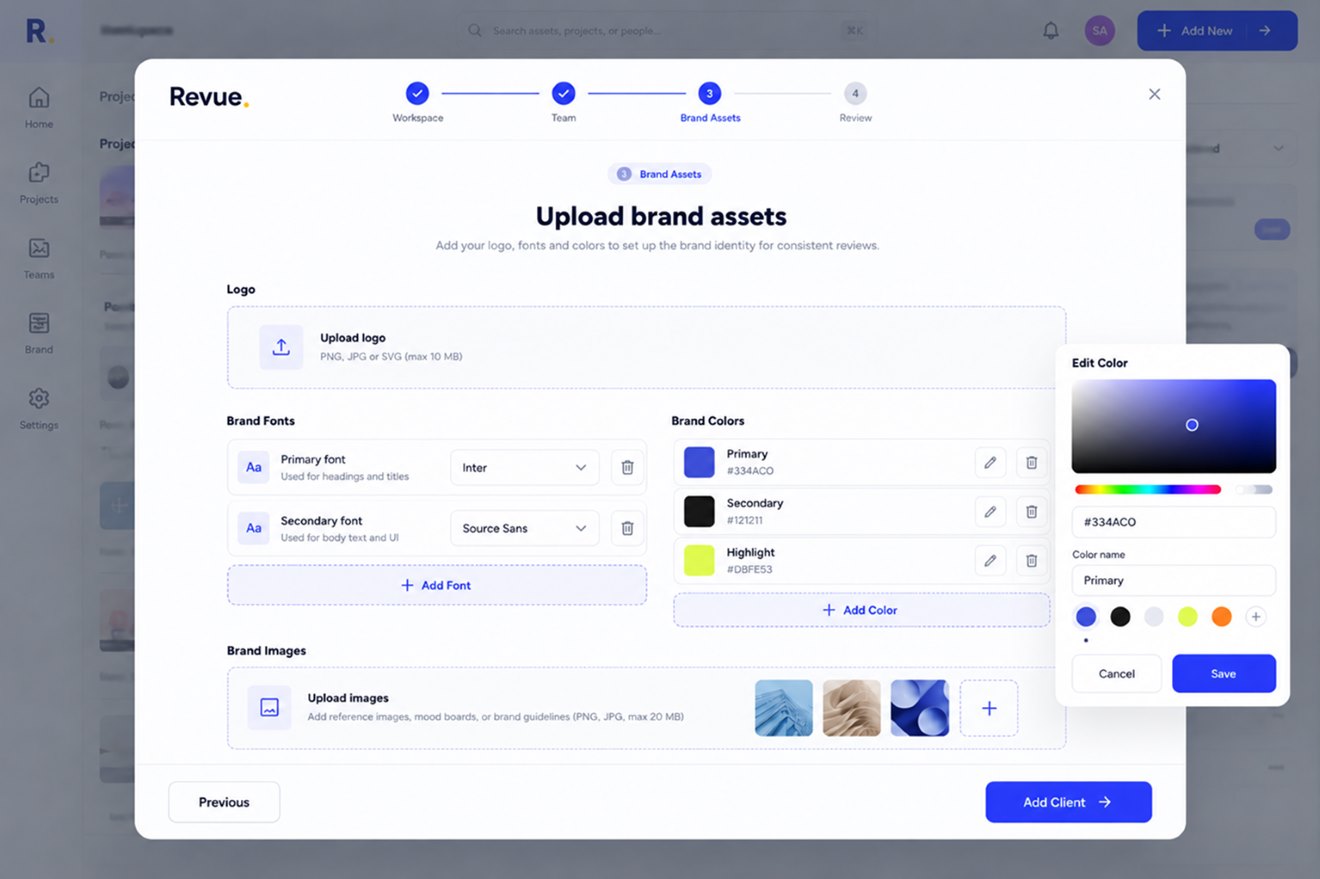 R.
Search assets, projects, or people...
⌘K
SA
Add New
Home
Projects
Teams
Brand
Settings
Revue.
Workspace
Team
3
Brand Assets
4
Review
3 Brand Assets
Upload brand assets
Add your logo, fonts and colors to set up the brand identity for consistent reviews.
Logo
Upload logo
PNG, JPG or SVG (max 10 MB)
Brand Fonts
Aa
Primary font
Used for headings and titles
Inter
Aa
Secondary font
Used for body text and UI
Source Sans
Add Font
Brand Colors
Primary
#334ACO
Secondary
#121211
Highlight
#DBFE53
Add Color
Brand Images
Upload images
Add reference images, mood boards, or brand guidelines (PNG, JPG, max 20 MB)
Previous
Add Client
Edit Color
#334ACO
Color name
Primary
Cancel
Save